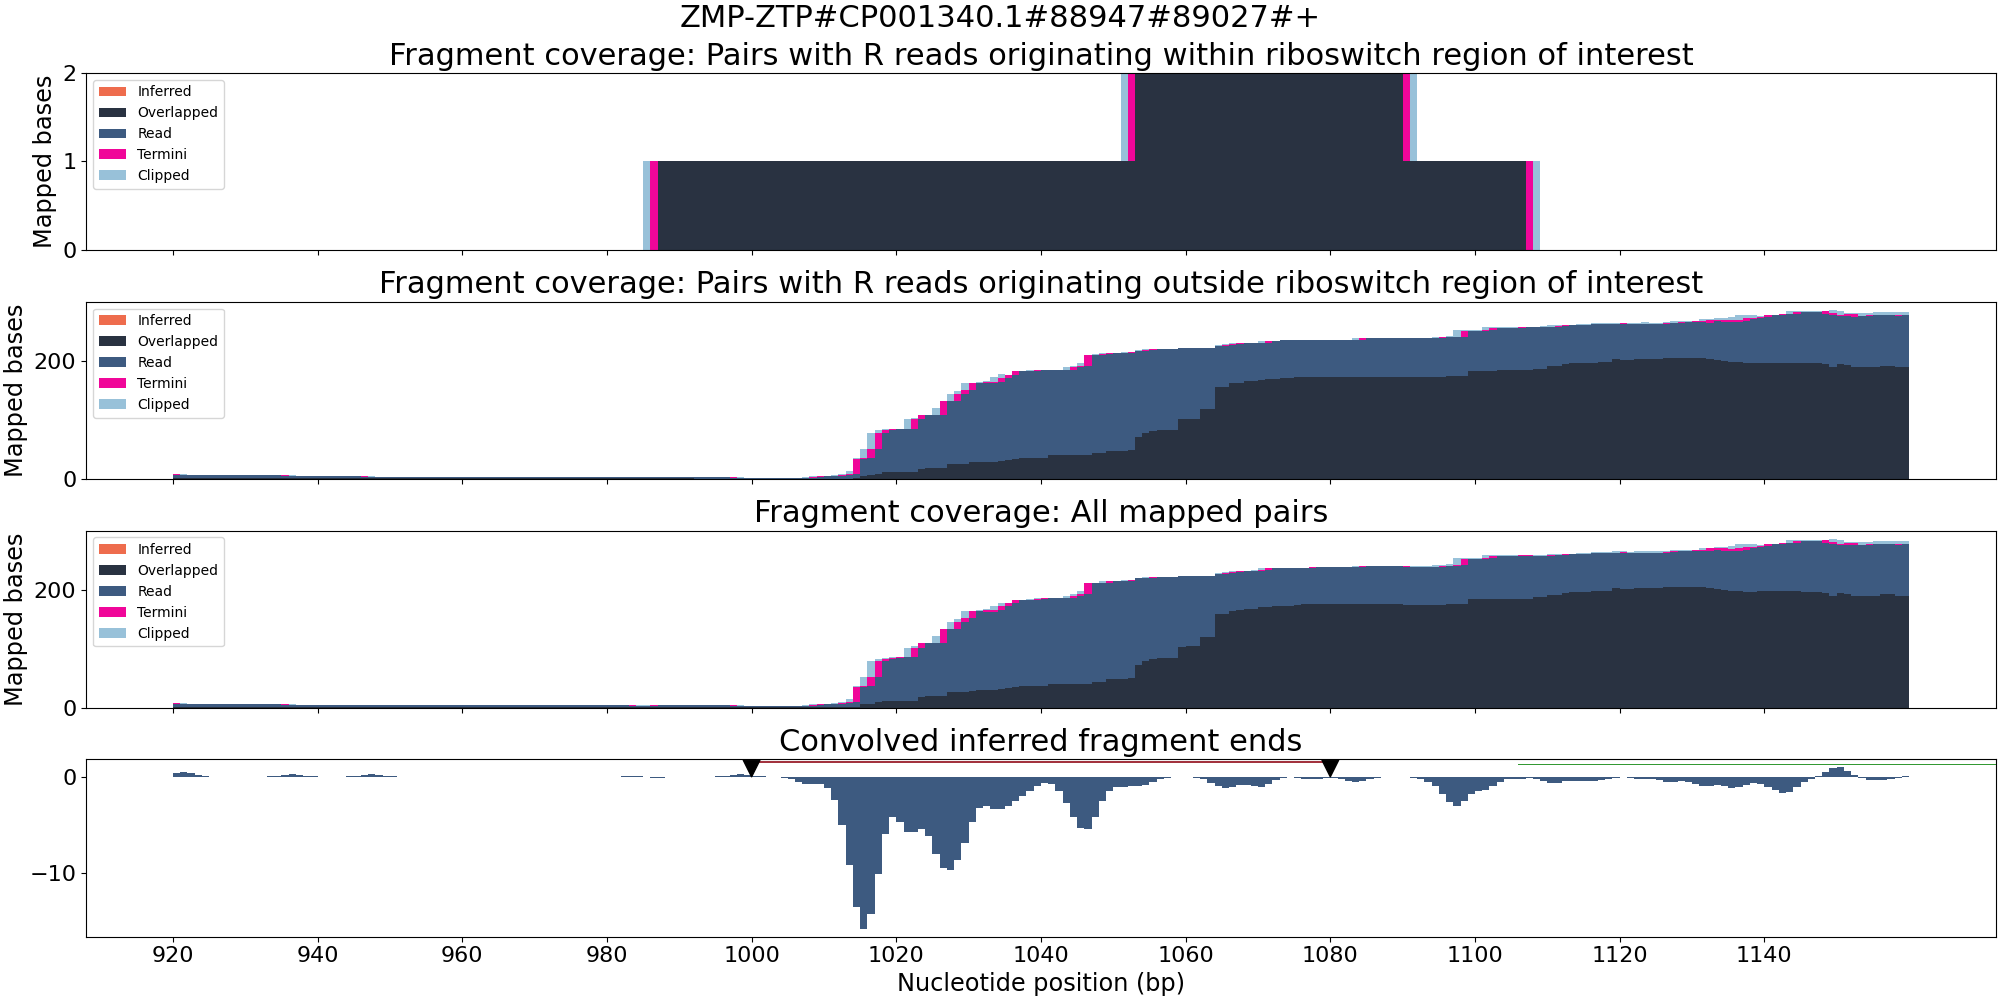 ZMP-ZTP#CP001340.1#88947#89027#+
Fragment coverage: Pairs with R reads originating within riboswitch region of interest
Mapped bases
2
1
0
Inferred
Overlapped
Read
Termini
Clipped
Fragment coverage: Pairs with R reads originating outside riboswitch region of interest
Mapped bases
200
0
Inferred
Overlapped
Read
Termini
Clipped
Fragment coverage: All mapped pairs
Mapped bases
200
0
Inferred
Overlapped
Read
Termini
Clipped
Convolved inferred fragment ends
0
−10
920 940 960 980 1000 1020 1040 1060 1080 1100 1120 1140
Nucleotide position (bp)